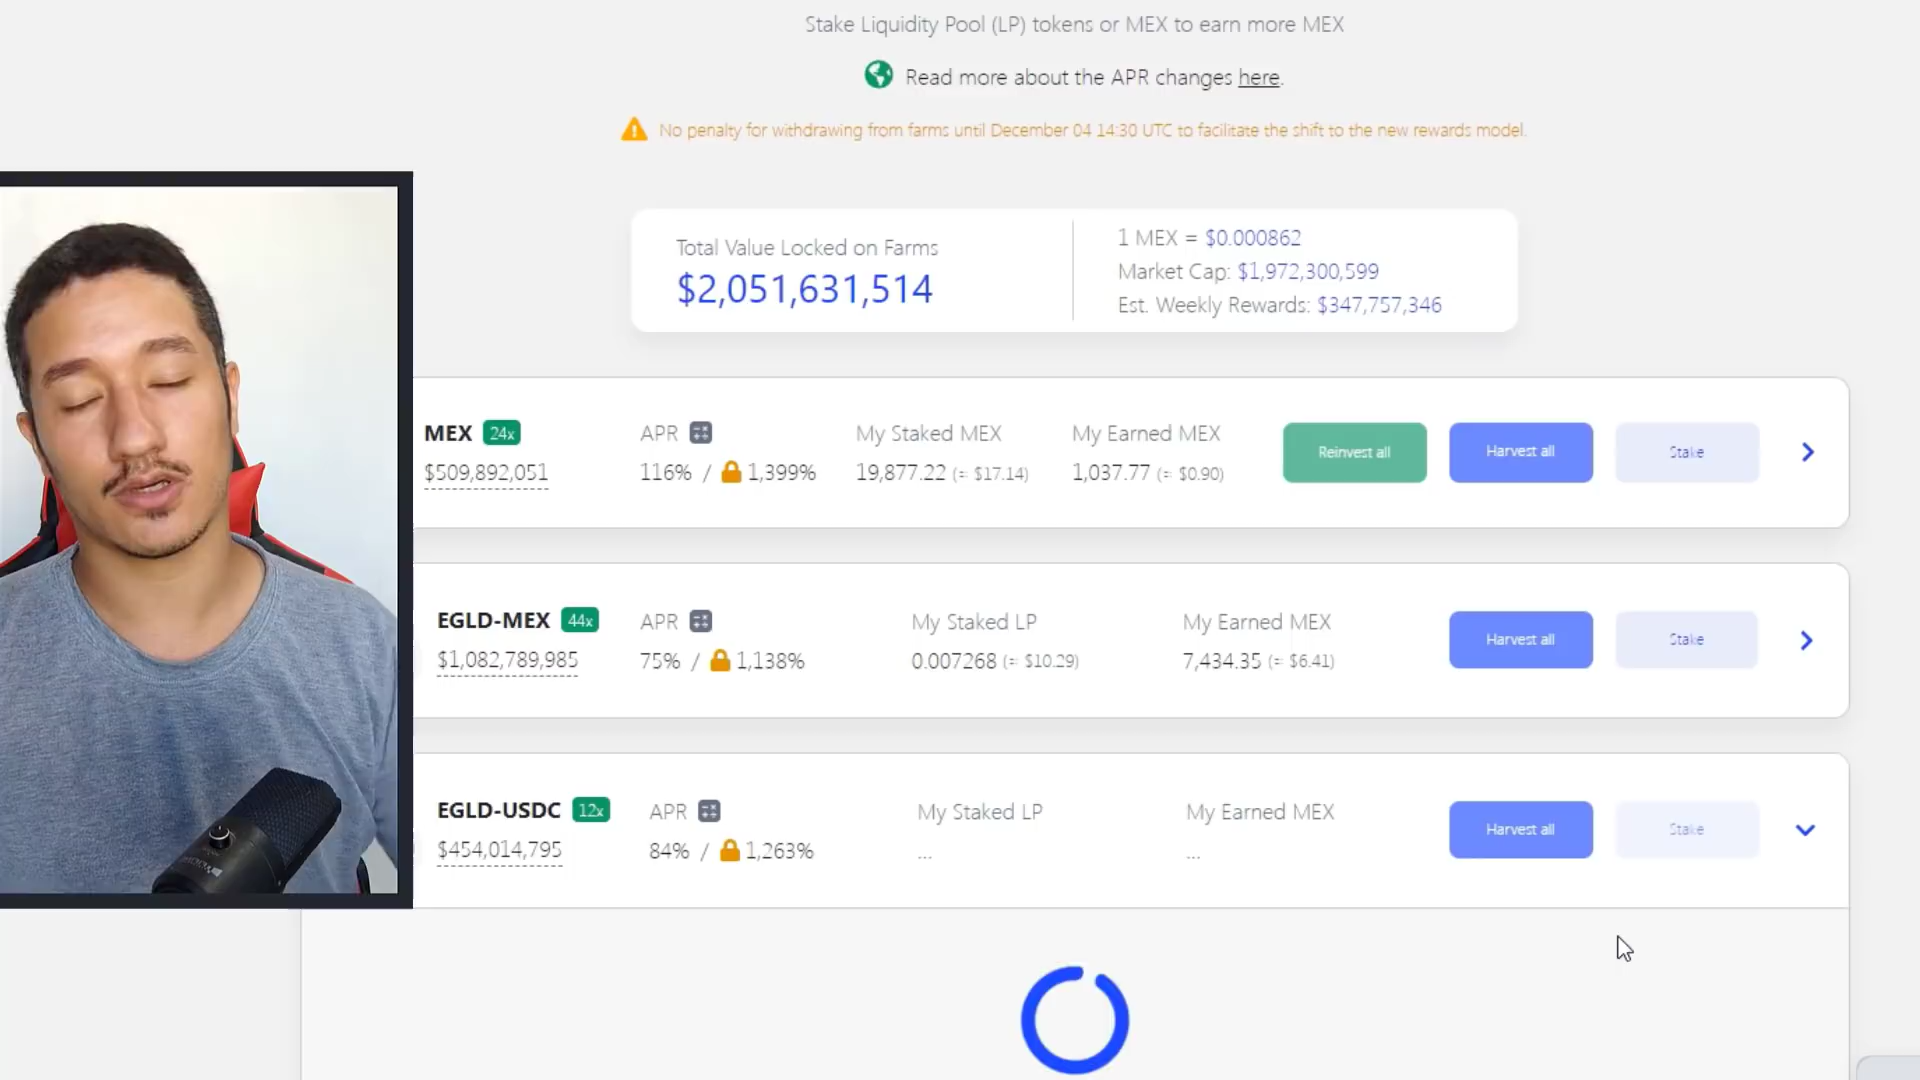 Stake Liquidity Pool (LP) tokens or MEX to earn more MEX
Read more about the APR changes here.
No penalty for withdrawing from farms until December 04 14:30 UTC to facilitate the shift to the new rewards model.
Total Value Locked on Farms
$2,051,631,514
1 MEX = $0.000862
Market Cap: $1,972,300,599
Est. Weekly Rewards: $347,757,346
MEX 24x
$509,892,051
APR
116% / 1,399%
My Staked MEX
19,877.22 (≈ $17.14)
My Earned MEX
1,037.77 (≈ $0.90)
Reinvest all
Harvest all
Stake
EGLD-MEX 44x
$1,082,789,985
APR
75% / 1,138%
My Staked LP
0.007268 (≈ $10.29)
My Earned MEX
7,434.35 (≈ $6.41)
Harvest all
Stake
EGLD-USDC 12x
$454,014,795
APR
84% / 1,263%
My Staked LP
...
My Earned MEX
...
Harvest all
Stake